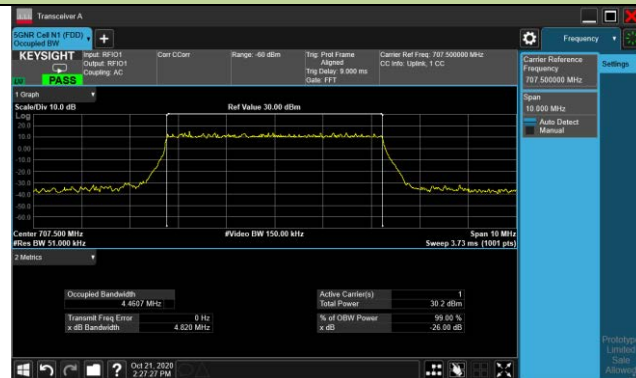 Transceiver A
5GNR Cell N1 (FDD)
Occupied BW
Frequency
KEYSIGHT
PASS
Input: RFIO1
Output: RFIO1
Coupling: AC
Corr CCorr
Range: -60 dBm
Trig: Prot Frame
Aligned
Trig Delay: 9.000 ms
Gate: FFT
Carrier Ref Freq: 707.500000 MHz
CC Info: Uplink, 1 CC
Carrier Reference
Frequency
707.500000 MHz
Settings
Span
10.000 MHz
Auto Detect
Manual
1 Graph
Scale/Div 10.0 dB
Ref Value 30.00 dBm
Log
20.0
10.0
0.00
-10.0
-20.0
-30.0
-40.0
-50.0
-60.0
Center 707.500 MHz
#Video BW 150.00 kHz
Span 10 MHz
#Res BW 51.000 kHz
Sweep 3.73 ms (1001 pts)
2 Metrics
Occupied Bandwidth
4.4607 MHz
Active Carrier(s) 1
Total Power 30.2 dBm
Transmit Freq Error 0 Hz
x dB Bandwidth 4.820 MHz
% of OBW Power 99.00 %
x dB -26.00 dB
Oct 21, 2020
2:27:27 PM
Limited
Sale